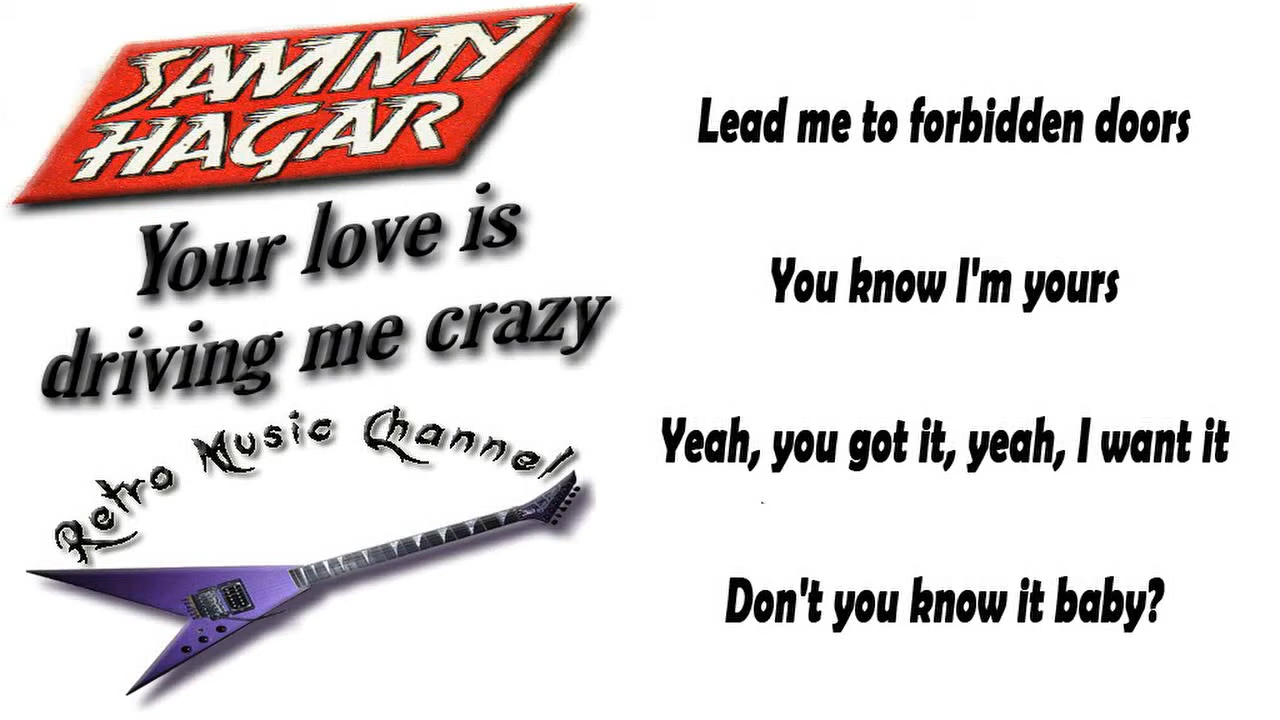 SAMMY
HAGAR
Your love is
driving me crazy
Retro Music Channel
Lead me to forbidden doors
You know I'm yours
Yeah, you got it, yeah, I want it
Don't you know it baby?